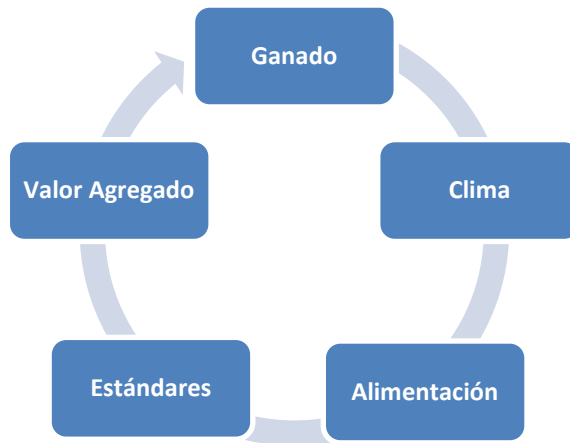 Ganado
Clima
Alimentación
Estándares
Valor Agregado